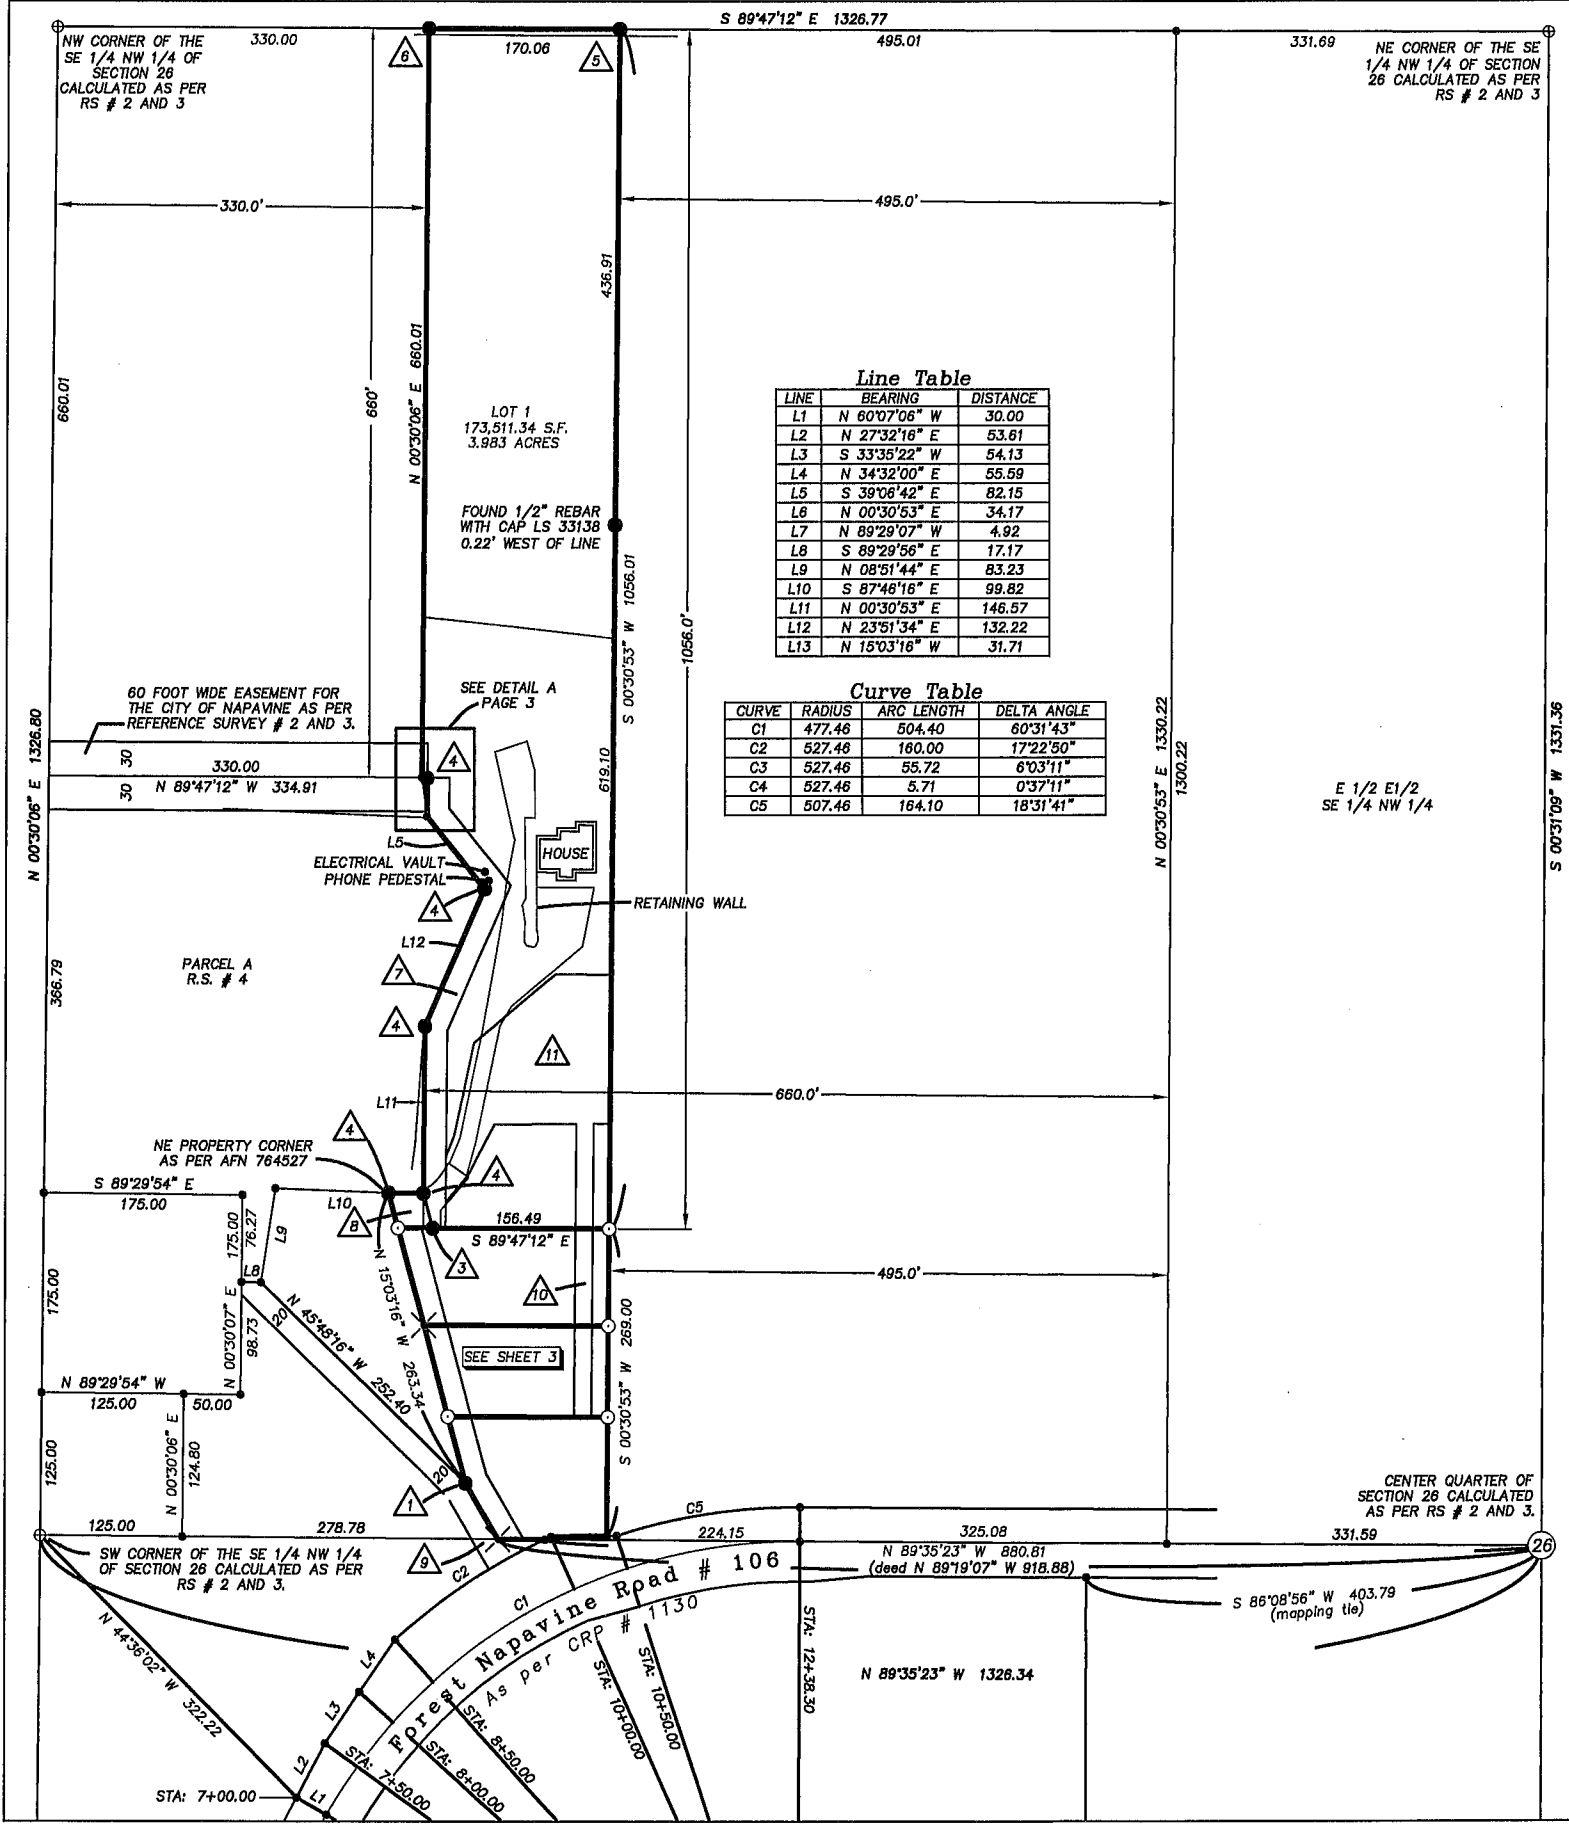 S 89°47'12" E 1326.77
330.00
170.06
495.01
331.69
NW CORNER OF THE
SE 1/4 NW 1/4 OF
SECTION 26
CALCULATED AS PER
RS # 2 AND 3
6
5
NE CORNER OF THE SE
1/4 NW 1/4 OF SECTION
26 CALCULATED AS PER
RS # 2 AND 3
330.0'
495.0'
436.91
660.01
N 00°30'06" E 660.01
660'
LOT 1
173,511.34 S.F.
3.983 ACRES
FOUND 1/2" REBAR
WITH CAP LS 33138
0.22' WEST OF LINE
S 00°30'53" W 1056.01
1056.0'
Line Table
LINE BEARING DISTANCE
L1 N 60°07'06" W 30.00
L2 N 27°32'16" E 53.61
L3 S 33°35'22" W 54.13
L4 N 34°32'00" E 55.59
L5 S 39°06'42" E 82.15
L6 N 00°30'53" E 34.17
L7 N 89°29'07" W 4.92
L8 S 89°29'56" E 17.17
L9 N 08°51'44" E 83.23
L10 S 87°46'16" E 99.82
L11 N 00°30'53" E 146.57
L12 N 23°51'34" E 132.22
L13 N 15°03'16" W 31.71
Curve Table
CURVE RADIUS ARC LENGTH DELTA ANGLE
C1 477.46 504.40 60°31'43"
C2 527.46 160.00 17°22'50"
C3 527.46 55.72 6°03'11"
C4 527.46 5.71 0°37'11"
C5 507.46 164.10 18°31'41"
60 FOOT WIDE EASEMENT FOR
THE CITY OF NAPAVINE AS PER
REFERENCE SURVEY # 2 AND 3.
SEE DETAIL A
PAGE 3
4
30
330.00
30
N 89°47'12" W 334.91
619.10
N 00°30'06" E 1326.80
N 00°30'53" E 1330.22
1300.22
E 1/2 E1/2
SE 1/4 NW 1/4
S 00°31'09" W 1331.36
L5
ELECTRICAL VAULT
PHONE PEDESTAL
HOUSE
4
RETAINING WALL
L12
7
PARCEL A
R.S. # 4
366.79
4
11
660.0'
L11
4
NE PROPERTY CORNER
AS PER AFN 764527
4
S 89°29'54" E
175.00
L10
8
156.49
S 89°47'12" E
3
175.00
76.27
L9
L8
495.0'
10
175.00
N 00°30'07" E
98.73
20
N 45°48'16" W 252.40
N 15°03'16" W 263.34
S 00°30'53" W 269.00
SEE SHEET 3
N 89°29'54" W
125.00
50.00
125.00
N 00°30'06" E
124.80
20
1
CENTER QUARTER OF
SECTION 26 CALCULATED
AS PER RS # 2 AND 3.
C5
125.00
278.78
224.15
325.08
331.59
26
SW CORNER OF THE SE 1/4 NW 1/4
OF SECTION 26 CALCULATED AS PER
RS # 2 AND 3.
9
C2
C1
N 89°35'23" W 880.81
(deed N 89°19'07" W 918.88)
S 86°08'56" W 403.79
(mapping tie)
Forest Napavine Road # 106
As per CRP # 1130
N 89°35'23" W 1326.34
N 44°36'02" W 322.22
L4
L3
L2
L1
STA: 7+00.00
STA: 7+50.00
STA: 8+00.00
STA: 8+50.00
STA: 10+00.00
STA: 10+50.00
STA: 12+38.30